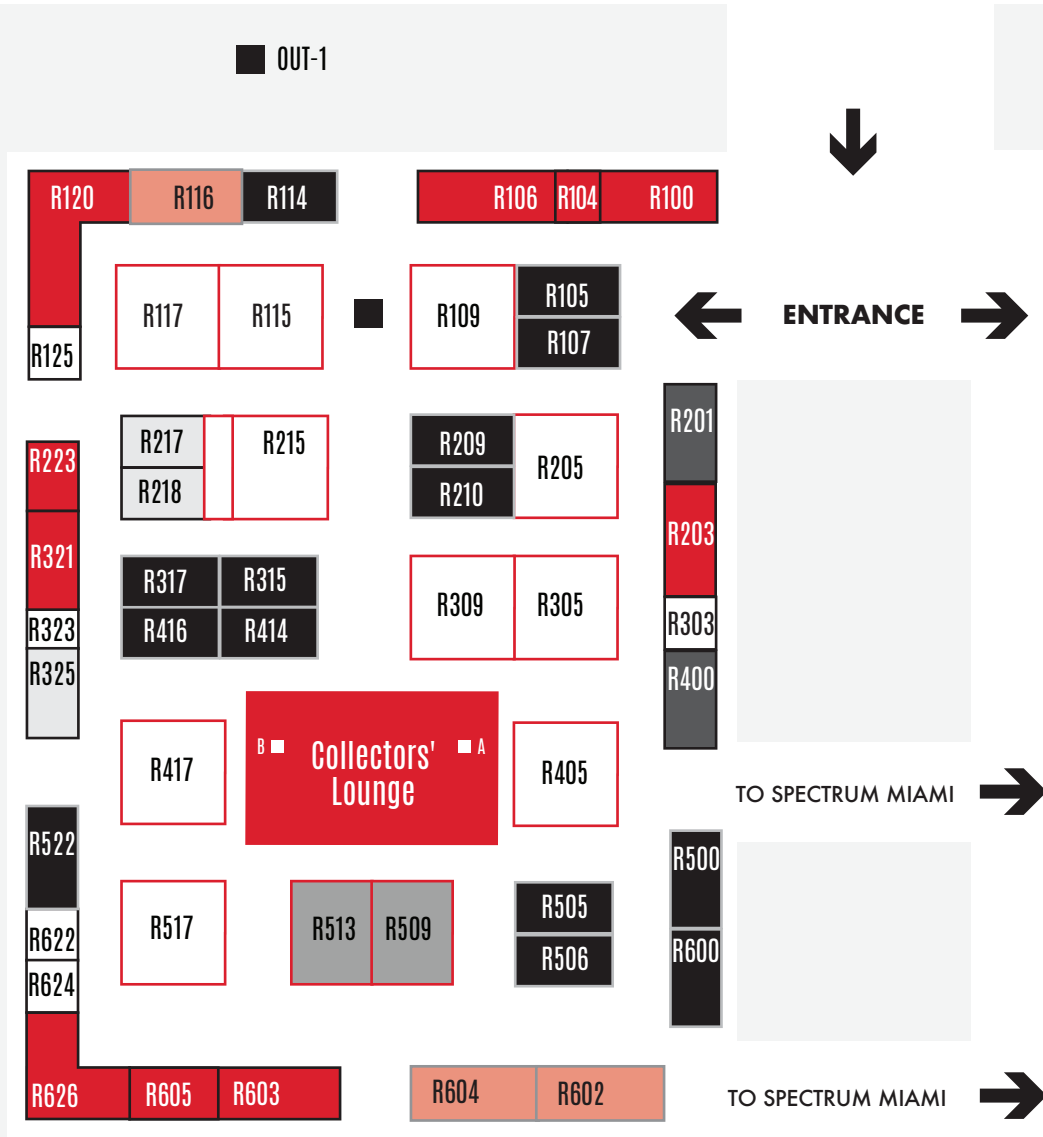 OUT-1
R120
R116
R114
R106
R104
R100
R117
R115
R109
R105
R107
ENTRANCE
R125
R217
R218
R215
R209
R210
R205
R201
R203
R303
R400
R223
R321
R323
R325
R317
R315
R416
R414
R309
R305
R417
B
Collectors'
Lounge
A
R405
TO SPECTRUM MIAMI
R522
R622
R624
R517
R513
R509
R505
R506
R500
R600
R626
R605
R603
R604
R602
TO SPECTRUM MIAMI